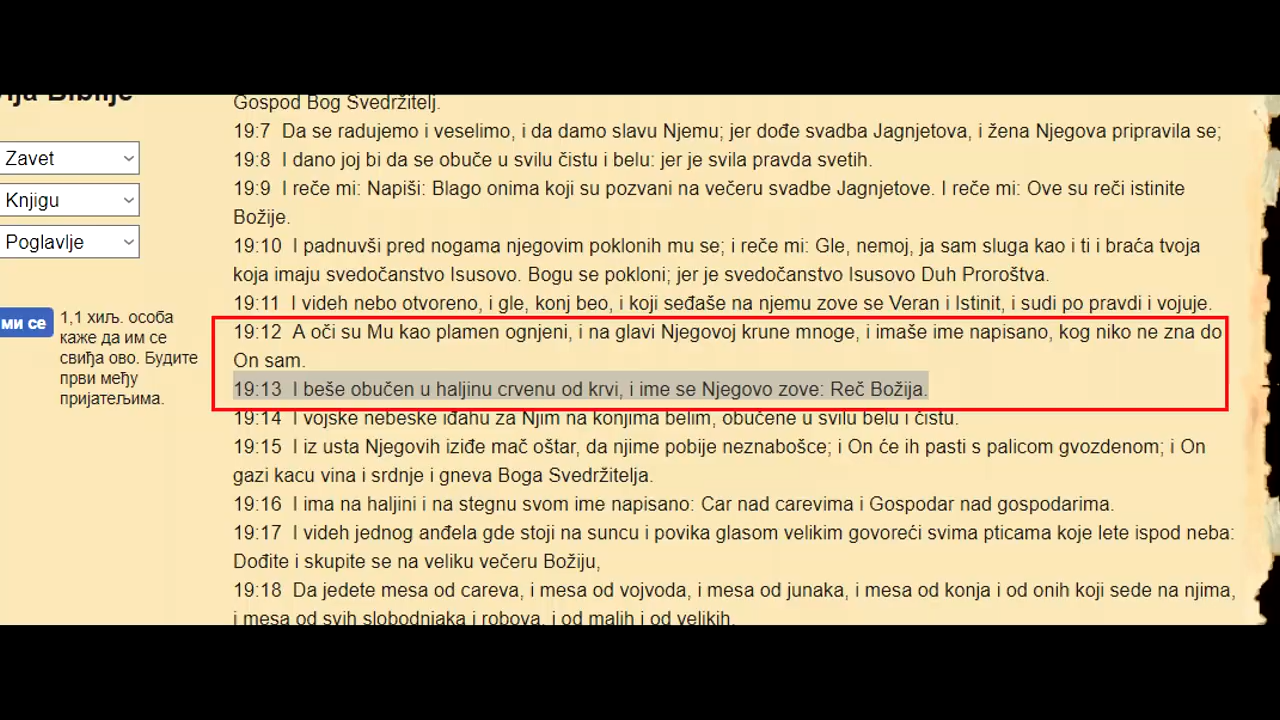 Gospod Bog Svedržitelj.
19:7 Da se radujemo i veselimo, i da damo slavu Njemu; jer dođe svadba Jagnjetova, i žena Njegova pripravila se;
19:8 I dano joj bi da se obuče u svilu čistu i belu: jer je svila pravda svetih.
19:9 I reče mi: Napiši: Blago onima koji su pozvani na večeru svadbe Jagnjetove. I reče mi: Ove su reči istinite
Božije.
19:10 I padnuvši pred nogama njegovim poklonih mu se; i reče mi: Gle, nemoj, ja sam sluga kao i ti i braća tvoja
koja imaju svedočanstvo Isusovo. Bogu se pokloni; jer je svedočanstvo Isusovo Duh Proroštva.
19:11 I videh nebo otvoreno, i gle, konj beo, i koji seđaše na njemu zove se Veran i Istinit, i sudi po pravdi i vojuje.
19:12 A oči su Mu kao plamen ognjeni, i na glavi Njegovoj krune mnoge, i imaše ime napisano, kog niko ne zna do
On sam.
19:13 I beše obučen u haljinu crvenu od krvi, i ime se Njegovo zove: Reč Božija.
19:14 I vojske nebeske iđahu za Njim na konjima belim, obučene u svilu belu i čistu.
19:15 I iz usta Njegovih iziđe mač oštar, da njime pobije neznabošce; i On će ih pasti s palicom gvozdenom; i On
gazi kacu vina i srdnje i gneva Boga Svedržitelja.
19:16 I ima na haljini i na stegnu svom ime napisano: Car nad carevima i Gospodar nad gospodarima.
19:17 I videh jednog anđela gde stoji na suncu i povika glasom velikim govoreći svima pticama koje lete ispod neba:
Dođite i skupite se na veliku večeru Božiju,
19:18 Da jedete mesa od careva, i mesa od vojvoda, i mesa od junaka, i mesa od konja i od onih koji sede na njima,
i mesa od svih slobodnjaka i robova, i od malih i od velikih.
Biblije
Zavet
Knjigu
Poglavlje
ми се
1,1 хиљ. особа
каже да им се
свиђа ово. Будите
први међу
пријатељима.